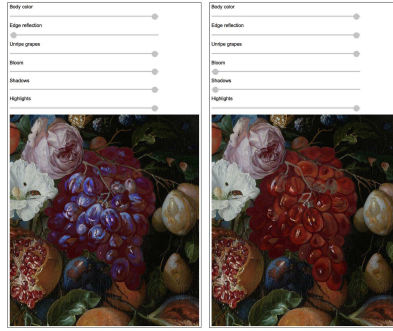 Body color
Edge reflection
Unripe grapes
Bloom
Shadows
Highlights
Body color
Edge reflection
Unripe grapes
Bloom
Shadows
Highlights